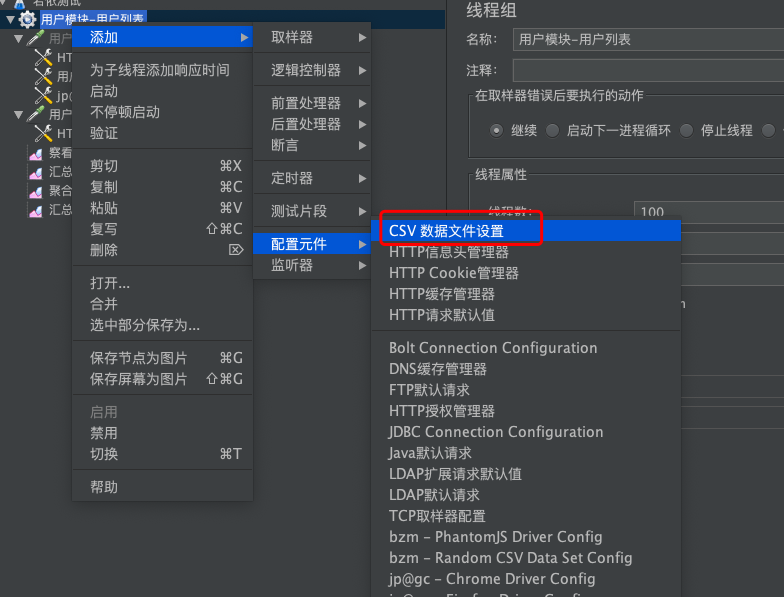 若依测试
用户模块-用户列表
用户
HT
用户
jp@
用户
HT
察看
汇总
聚合
汇总
添加
为子线程添加响应时间
启动
不停顿启动
验证
剪切 ⌘X
复制 ⌘C
粘贴 ⌘V
复写 ⇧⌘C
删除 ⌦
打开...
合并
选中部分保存为...
保存节点为图片 ⌘G
保存屏幕为图片 ⇧⌘G
启用
禁用
切换 ⌘T
帮助
取样器
逻辑控制器
前置处理器
后置处理器
断言
定时器
测试片段
配置元件
监听器
CSV 数据文件设置
HTTP信息头管理器
HTTP Cookie管理器
HTTP缓存管理器
HTTP请求默认值
Bolt Connection Configuration
DNS缓存管理器
FTP默认请求
HTTP授权管理器
JDBC Connection Configuration
Java默认请求
LDAP扩展请求默认值
LDAP默认请求
TCP取样器配置
bzm - PhantomJS Driver Config
bzm - Random CSV Data Set Config
jp@gc - Chrome Driver Config
线程组
名称: 用户模块-用户列表
注释:
在取样器错误后要执行的动作
继续 启动下一进程循环 停止线程
线程属性
线程数: 100